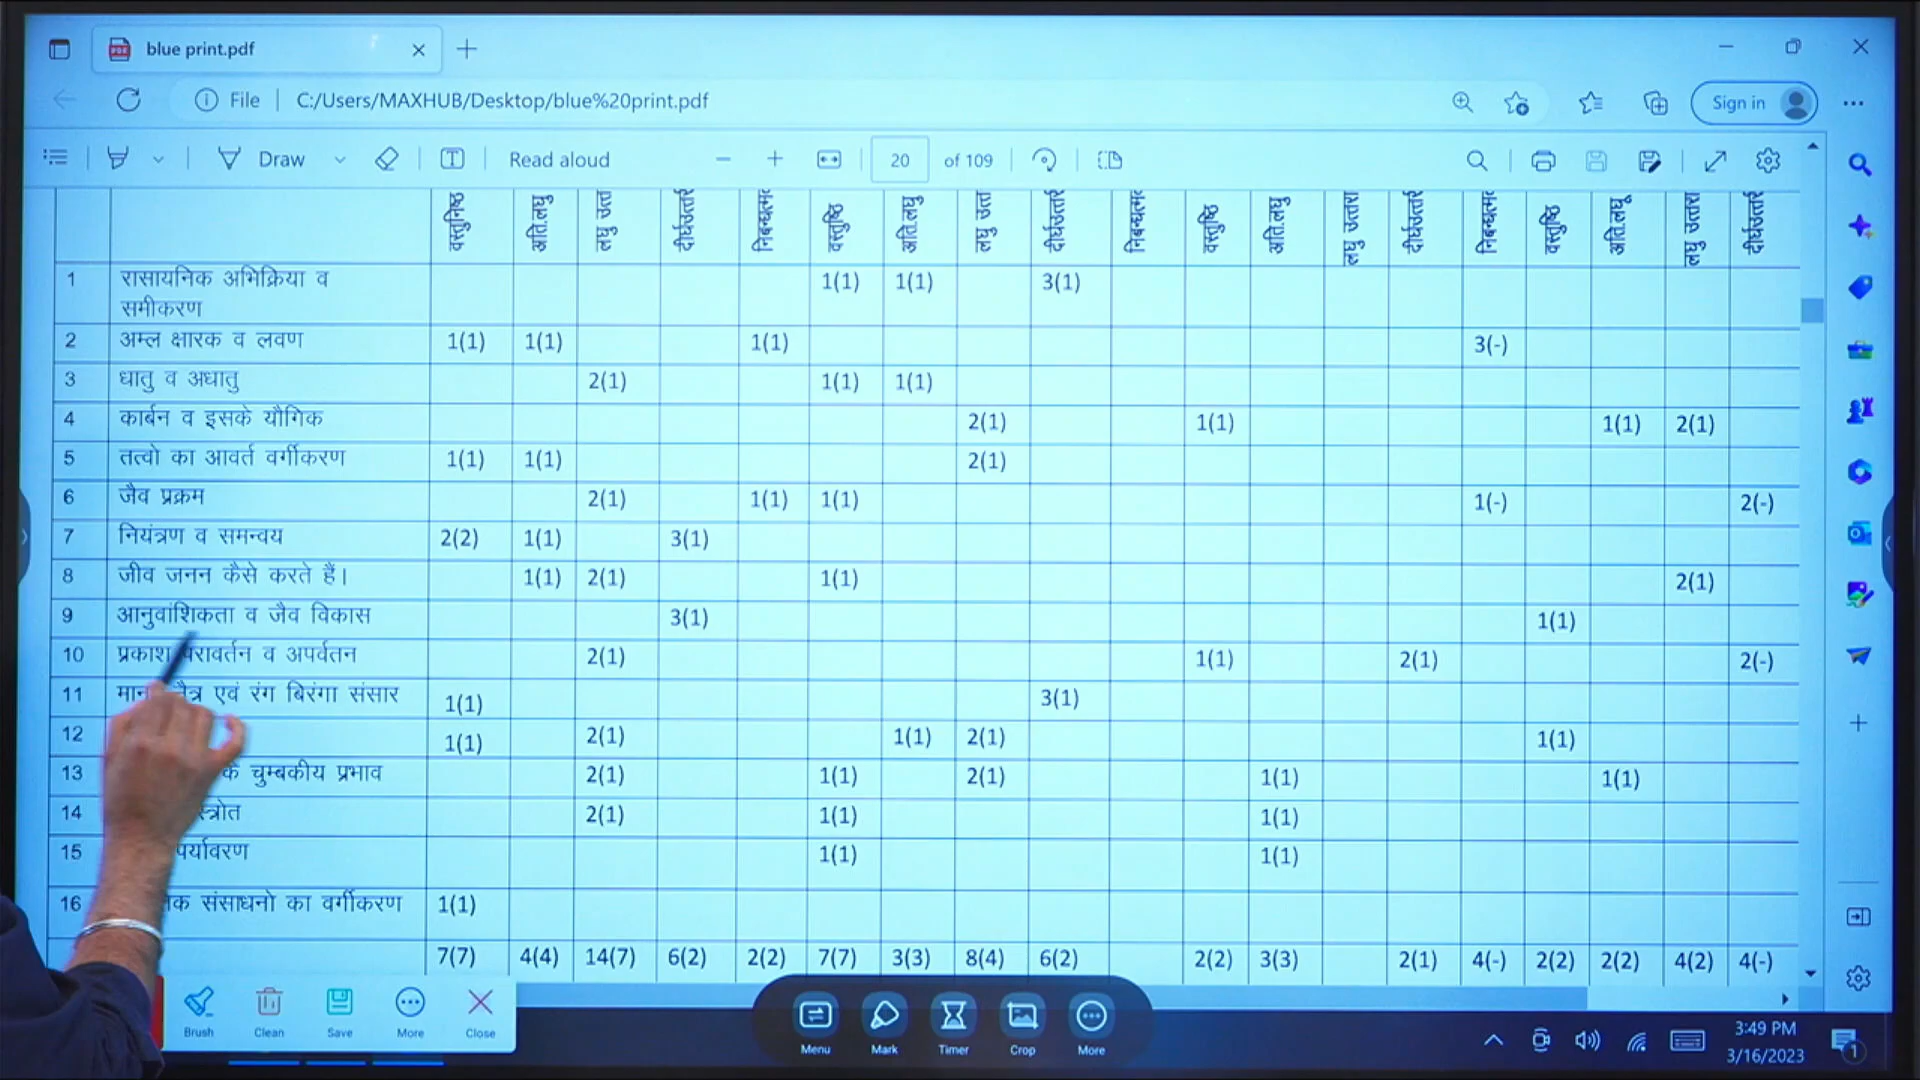 blue print.pdf
File C:/Users/MAXHUB/Desktop/blue%20print.pdf Sign in
Draw Read aloud 20 of 109
वस्तुनिष्ठ अति.लघु लघु उत्त दीर्घउत्तरी निबन्धात्म वस्तुष्ठि अति.लघु लघु उत्त दीर्घउत्तरी निबन्धात्म वस्तुष्ठि अति.लघु लघु उत्तरा दीर्घउत्तरी निबन्धात्म वस्तुष्ठि अति.लघु लघु उत्तरा दीर्घउत्तरी
1 रासायनिक अभिक्रिया व समीकरण 1(1) 1(1) 3(1)
2 अम्ल क्षारक व लवण 1(1) 1(1) 1(1) 3(-)
3 धातु व अधातु 2(1) 1(1) 1(1)
4 कार्बन व इसके यौगिक 2(1) 1(1) 1(1) 2(1)
5 तत्वो का आवर्त वर्गीकरण 1(1) 1(1) 2(1)
6 जैव प्रक्रम 2(1) 1(1) 1(1) 1(-) 2(-)
7 नियंत्रण व समन्वय 2(2) 1(1) 3(1)
8 जीव जनन कैसे करते हैं। 1(1) 2(1) 1(1) 2(1)
9 आनुवांशिकता व जैव विकास 3(1) 1(1)
10 प्रकाश परावर्तन व अपर्वतन 2(1) 1(1) 2(1) 2(-)
11 एवं रंग बिरंगा संसार 1(1) 3(1)
12 1(1) 2(1) 1(1) 2(1) 1(1)
13 के चुम्बकीय प्रभाव 2(1) 1(1) 2(1) 1(1) 1(1)
14 स्त्रोत 2(1) 1(1) 1(1)
15 पर्यावरण 1(1) 1(1)
16 संसाधनो का वर्गीकरण 1(1)
7(7) 4(4) 14(7) 6(2) 2(2) 7(7) 3(3) 8(4) 6(2) 2(2) 3(3) 2(1) 4(-) 2(2) 2(2) 4(2) 4(-)
Brush Clean Save More Close
Menu Mark Timer Crop More
3:49 PM
3/16/2023
1